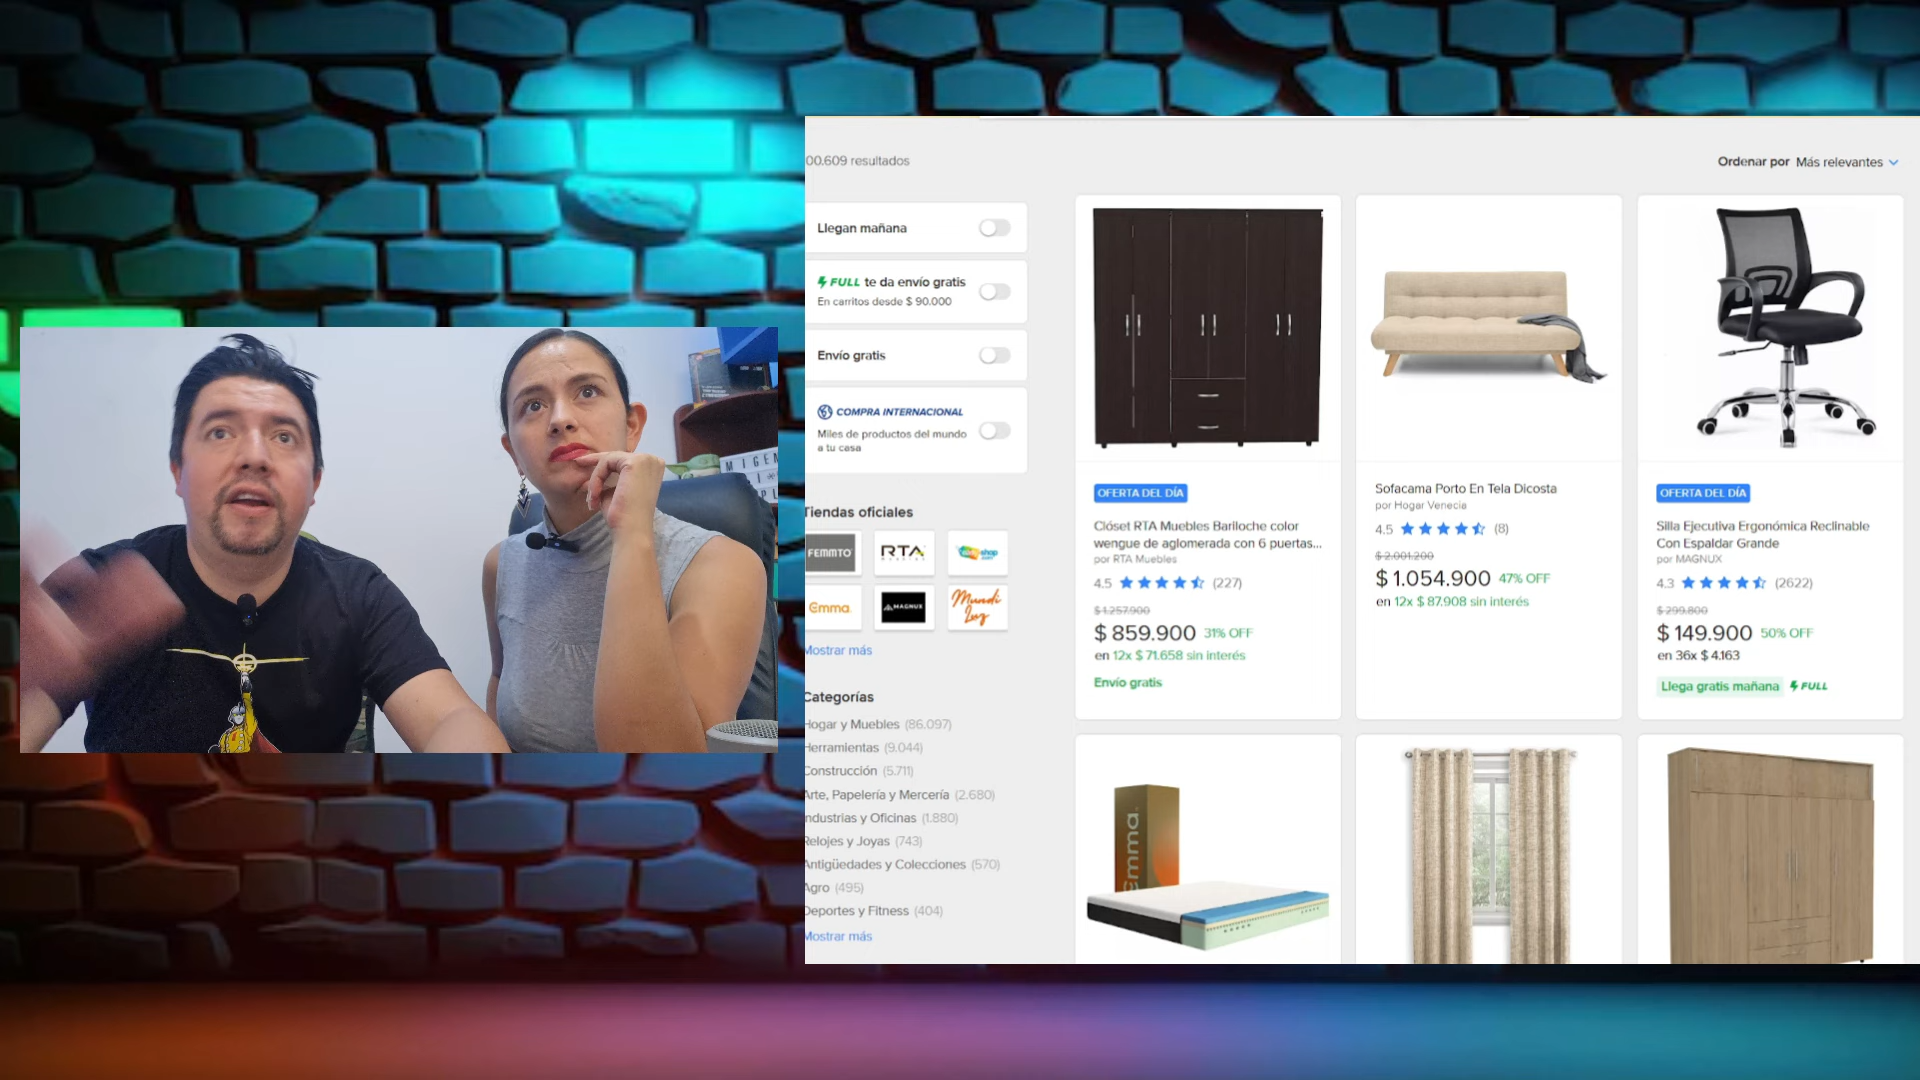 00.609 resultados
Ordenar por Más relevantes
Llegan mañana
FULL te da envío gratis
En carritos desde $ 90.000
Envío gratis
COMPRA INTERNACIONAL
Miles de productos del mundo
a tu casa
Tiendas oficiales
FEMMTO
RTA
shop
emma
MAGNUX
Mundi
Luz
Mostrar más
Categorías
Hogar y Muebles (86.097)
Herramientas (9.044)
Construcción (5.711)
Arte, Papelería y Mercería (2.680)
Industrias y Oficinas (1.880)
Relojes y Joyas (743)
Antigüedades y Colecciones (570)
Agro (495)
Deportes y Fitness (404)
Mostrar más
OFERTA DEL DÍA
Clóset RTA Muebles Bariloche color
wengue de aglomerada con 6 puertas...
por RTA Muebles
4.5 (227)
$ 1.257.900
$ 859.900 31% OFF
en 12x $ 71.658 sin interés
Envío gratis
Sofacama Porto En Tela Dicosta
por Hogar Venecia
4.5 (8)
$ 2.001.200
$ 1.054.900 47% OFF
en 12x $ 87.908 sin interés
OFERTA DEL DÍA
Silla Ejecutiva Ergonómica Reclinable
Con Espaldar Grande
por MAGNUX
4.3 (2622)
$ 299.800
$ 149.900 50% OFF
en 36x $ 4.163
Llega gratis mañana FULL
emma
MIGEN